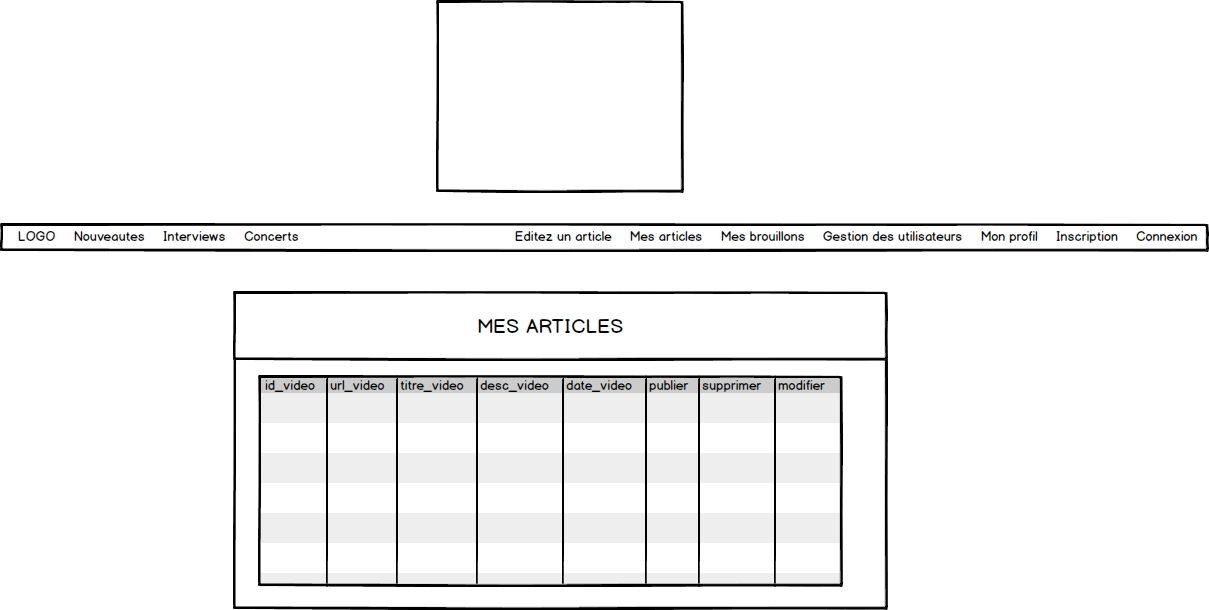 LOGO Nouveautes Interviews Concerts Editez un article Mes articles Mes brouillons Gestion des utilisateurs Mon profil Inscription Connexion
MES ARTICLES
id_video url_video titre_video desc_video date_video publier supprimer modifier